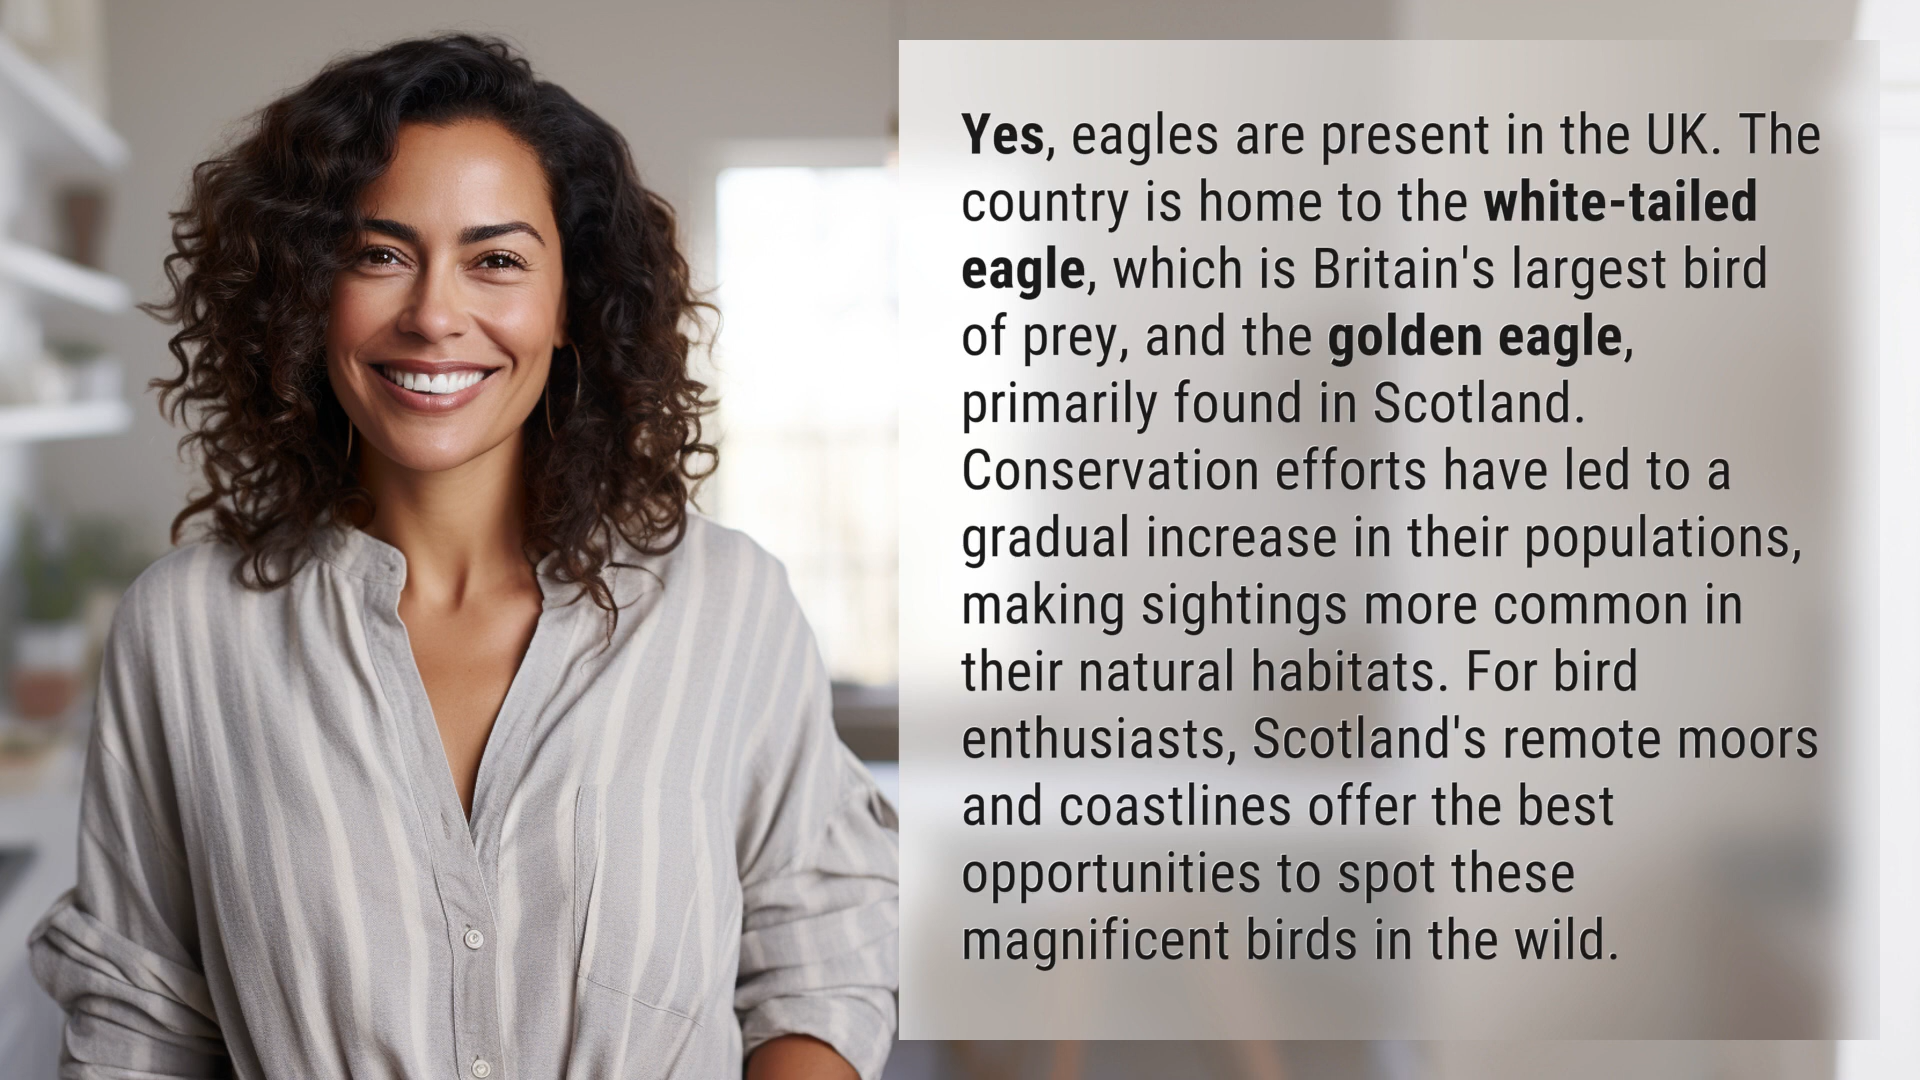 Yes, eagles are present in the UK. The
country is home to the white-tailed
eagle, which is Britain's largest bird
of prey, and the golden eagle,
primarily found in Scotland.
Conservation efforts have led to a
gradual increase in their populations,
making sightings more common in
their natural habitats. For bird
enthusiasts, Scotland's remote moors
and coastlines offer the best
opportunities to spot these
magnificent birds in the wild.